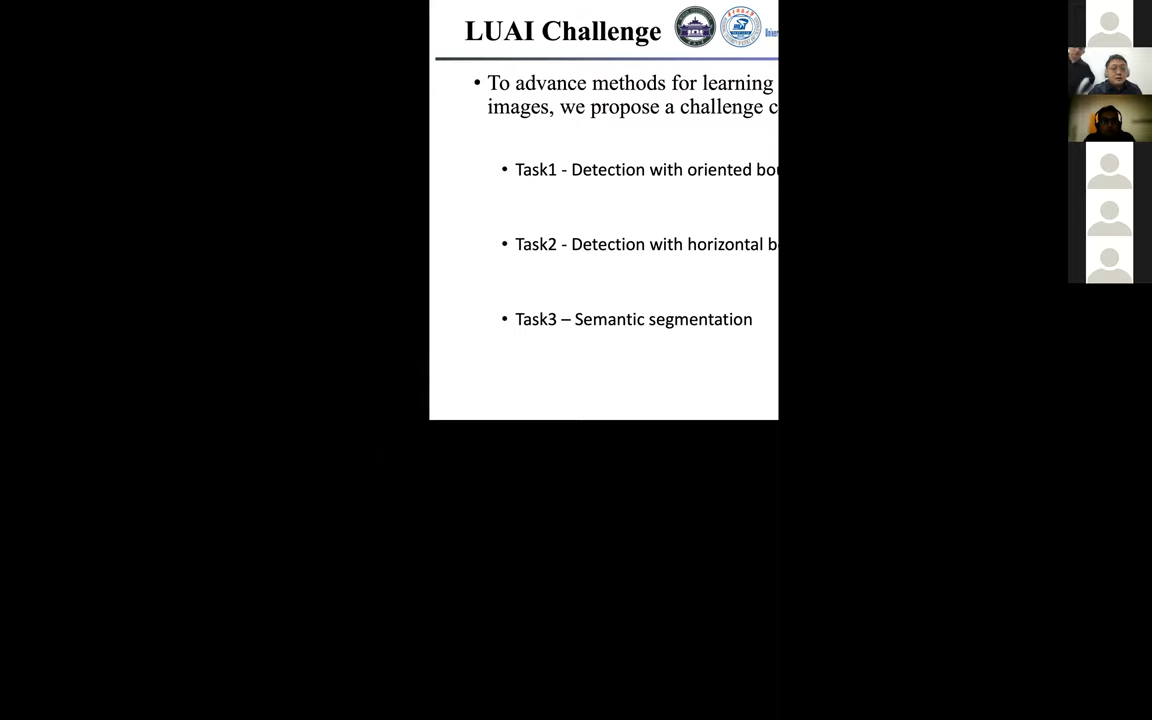 LUAI Challenge
• To advance methods for learning
images, we propose a challenge
• Task1 - Detection with oriented
• Task2 - Detection with horizontal
• Task3 – Semantic segmentation